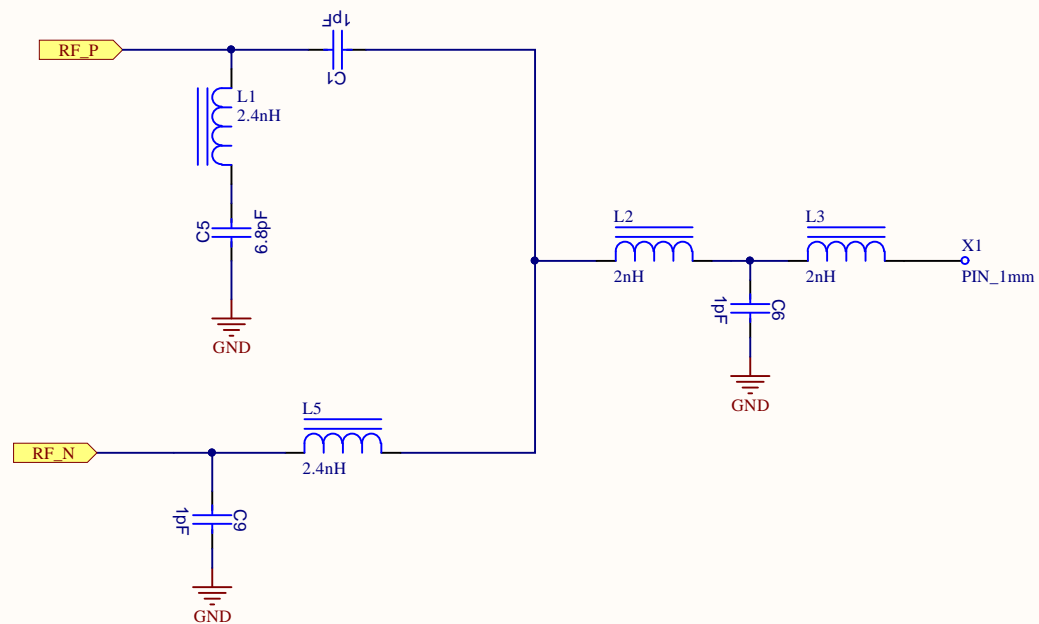 1pF
RF_P
C1
L1
2.4nH
C5
6.8pF
GND
L2
2nH
L3
2nH
X1
PIN_1mm
1pF
C6
GND
L5
2.4nH
RF_N
1pF
C9
GND